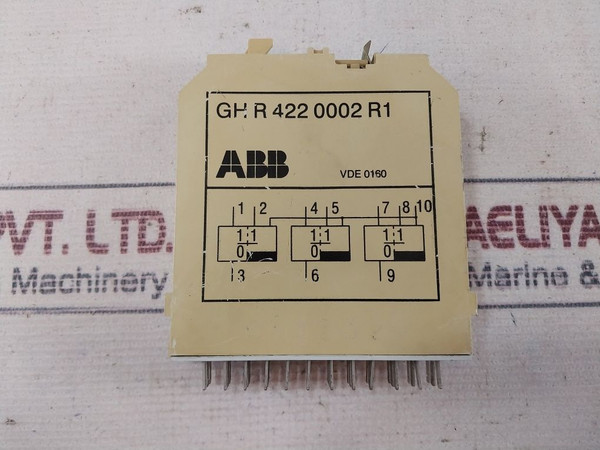 GH R 422 0002 R1
ABB
VDE 0160
1 2 4 5 7 8 10
1 1 1 1 1 1
0 0 0
3 6 9
PVT. LTD. AELIYA
Machinery Marine &